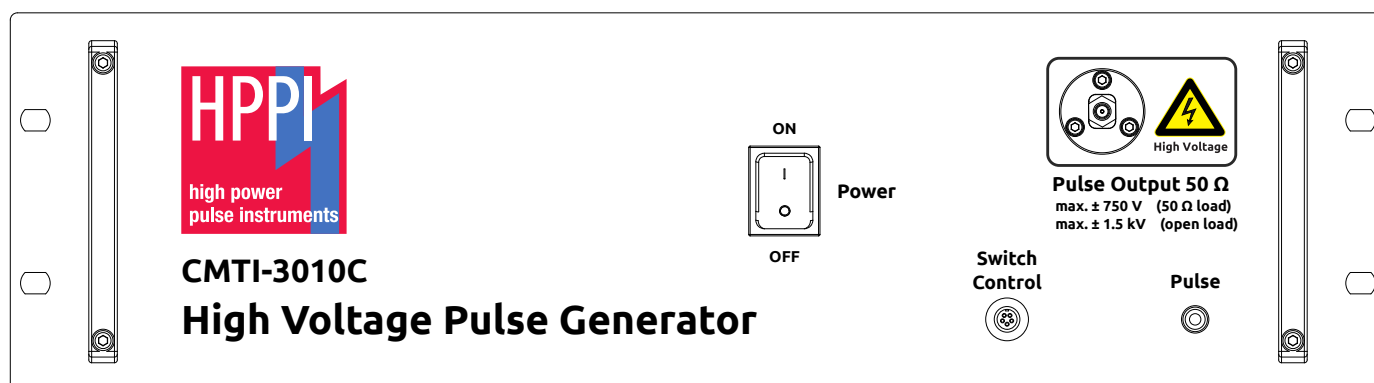 HPPI
high power
pulse instruments
CMTI-3010C
High Voltage Pulse Generator
ON
I
O
OFF
Power
High Voltage
Pulse Output 50 Ω
max. ± 750 V (50 Ω load)
max. ± 1.5 kV (open load)
Switch
Control
Pulse